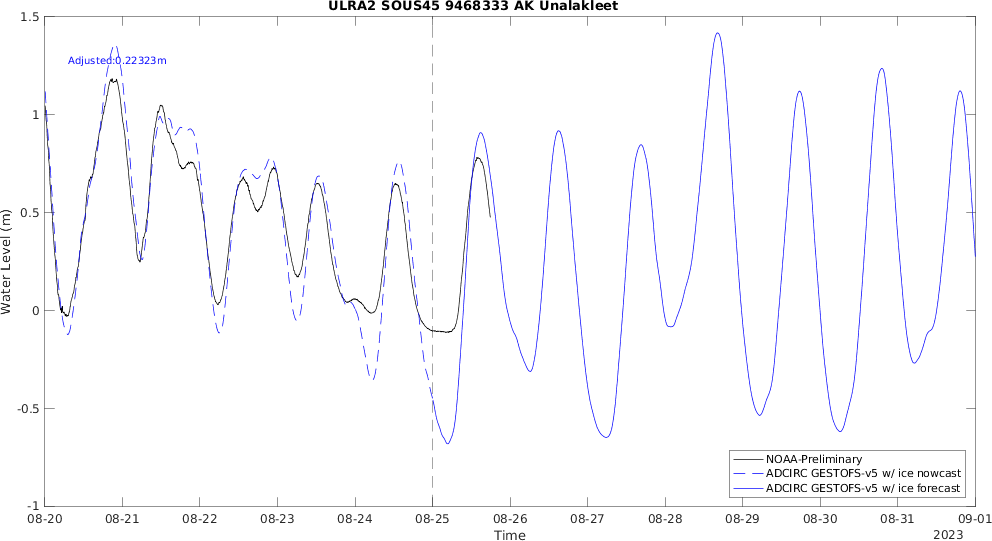 ULRA2 SOUS45 9468333 AK Unalakleet
Adjusted:0.22323m
Water Level (m)
1.5
1
0.5
0
-0.5
-1
NOAA-Preliminary
ADCIRC GESTOFS-v5 w/ ice nowcast
ADCIRC GESTOFS-v5 w/ ice forecast
08-20 08-21 08-22 08-23 08-24 08-25 08-26 08-27 08-28 08-29 08-30 08-31 09-01
Time
2023